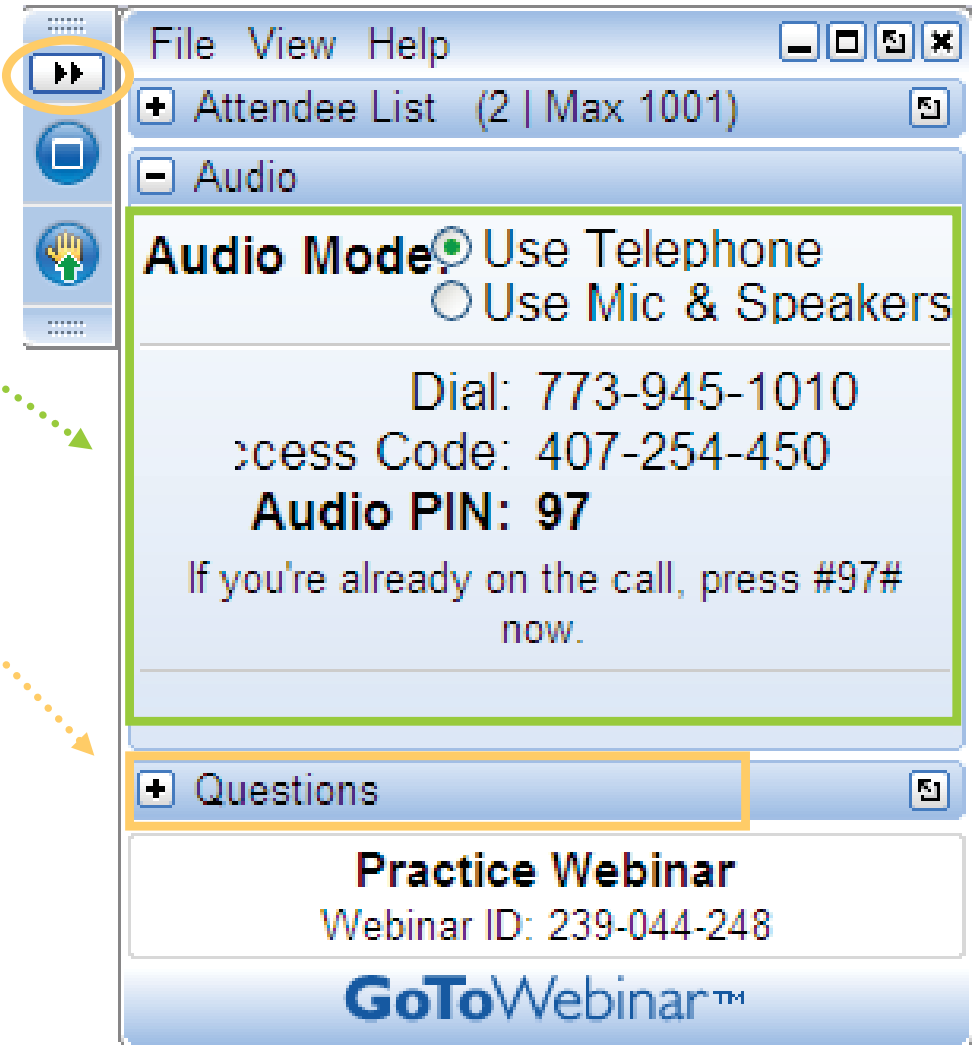 File View Help
Attendee List (2 | Max 1001)
Audio
Audio Mode: Use Telephone
Use Mic & Speakers
Dial: 773-945-1010
ccess Code: 407-254-450
Audio PIN: 97
If you're already on the call, press #97#
now.
Questions
Practice Webinar
Webinar ID: 239-044-248
GoToWebinar™